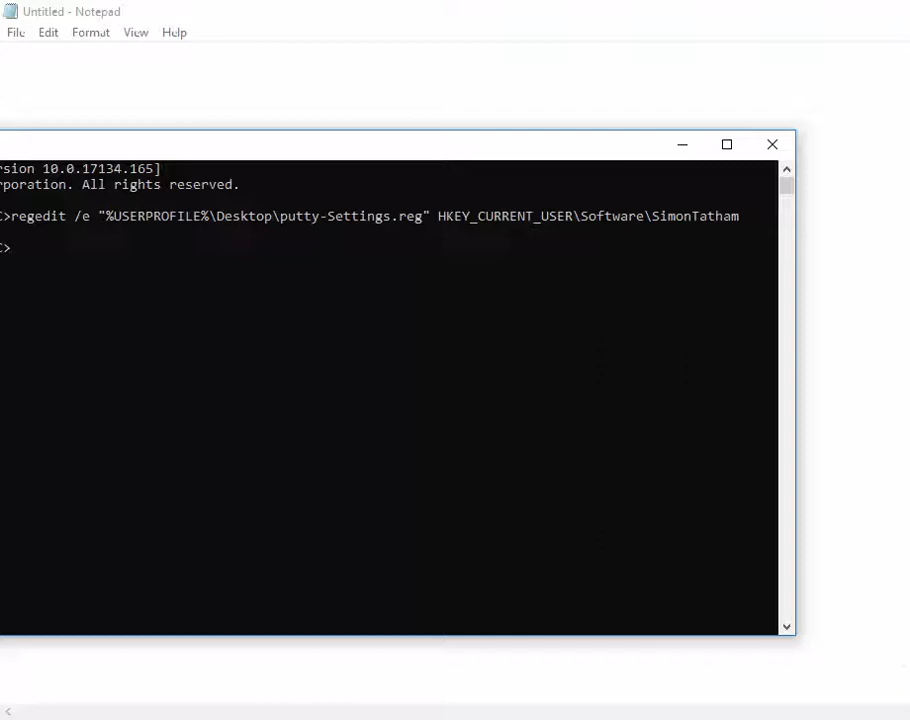 Untitled - Notepad
File Edit Format View Help
rsion 10.0.17134.165]
rporation. All rights reserved.
C>regedit /e "%USERPROFILE%\Desktop\putty-Settings.reg" HKEY_CURRENT_USER\Software\SimonTatham
C>